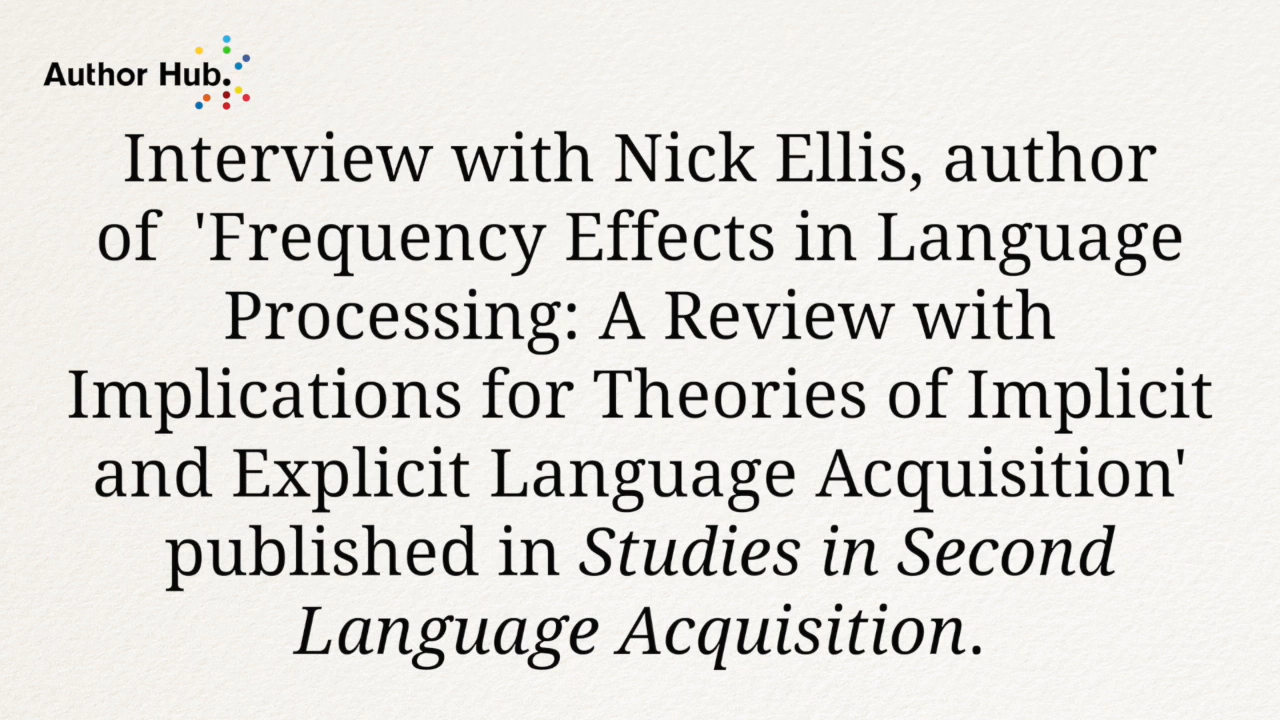 Author Hub.
Interview with Nick Ellis, author
of 'Frequency Effects in Language
Processing: A Review with
Implications for Theories of Implicit
and Explicit Language Acquisition'
published in Studies in Second
Language Acquisition.